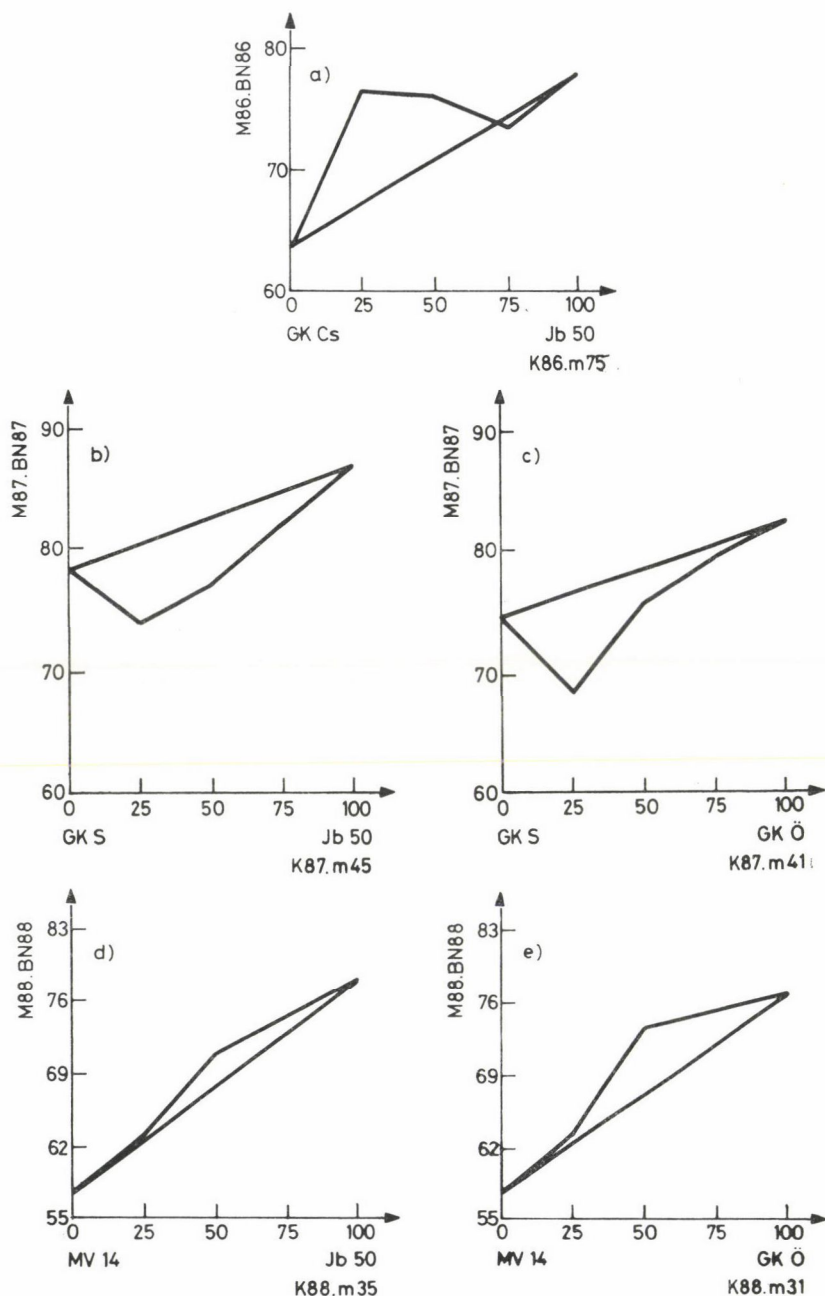 M86.BN86
a)
80
70
60
0 25 50 75 100
GK Cs Jb 50
K86.m75
M87.BN87
b)
90
80
70
60
0 25 50 75 100
GK S Jb 50
K87.m45
M87.BN87
c)
90
80
70
60
0 25 50 75 100
GK S GK Ö
K87.m41
M88.BN88
d)
83
76
69
62
55
0 25 50 75 100
MV 14 Jb 50
K88.m35
M88.BN88
e)
83
76
69
62
55
0 25 50 75 100
MV 14 GK Ö
K88.m31